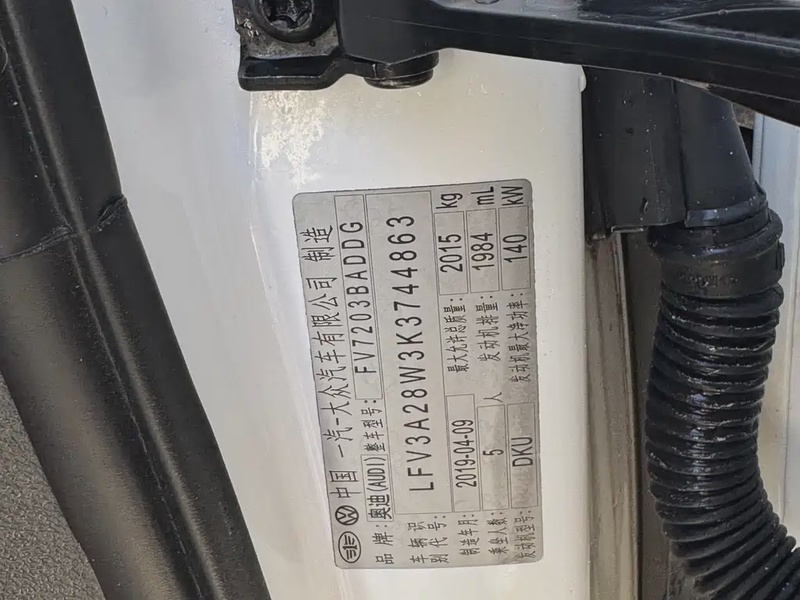 中国 一汽-大众汽车有限公司 制造
品牌：奥迪(AUDI) 整车型号：FV7203BADDG
车辆识别代号：LFV3A28W3K3744863
制造年月：2019-04-09 最大允许总质量：2015 kg
乘坐人数：5 人 发动机排量：1984 mL
发动机型号：DKU 发动机最大净功率：140 kW